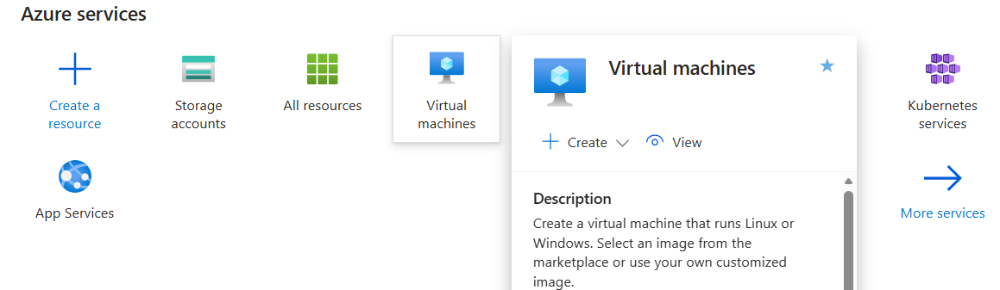 Azure services
Create a
resource
Storage
accounts
All resources
Virtual
machines
Virtual machines
Create
View
Description
Create a virtual machine that runs Linux or
Windows. Select an image from the
marketplace or use your own customized
image.
Kubernetes
services
App Services
More services